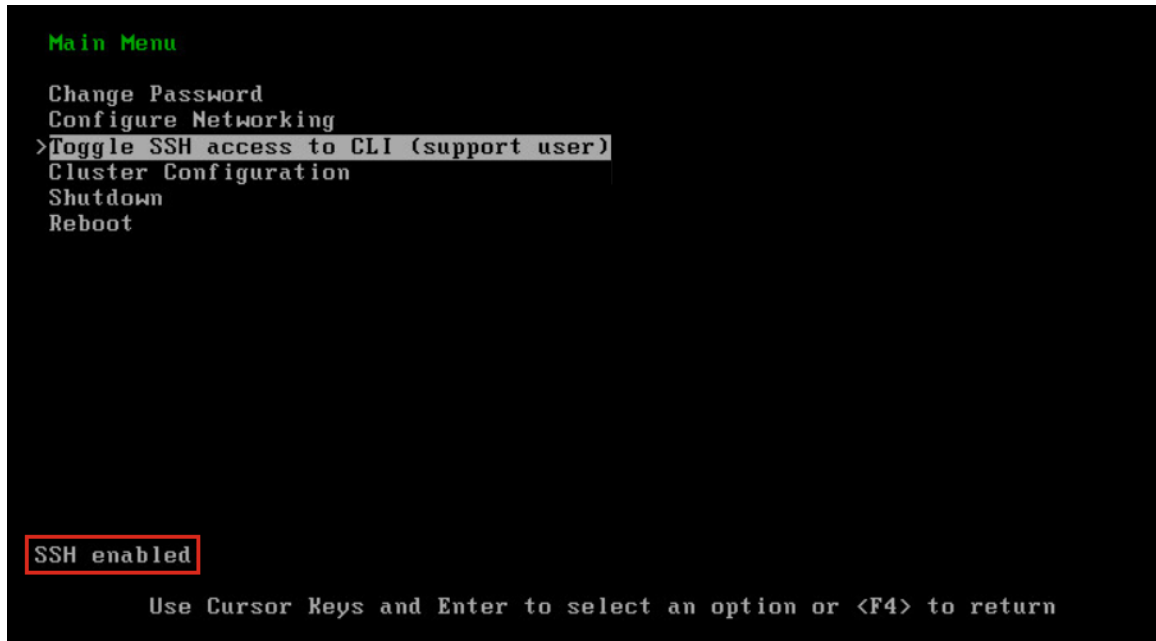 Main Menu
Change Password
Configure Networking
>Toggle SSH access to CLI (support user)
Cluster Configuration
Shutdown
Reboot
SSH enabled
Use Cursor Keys and Enter to select an option or <F4> to return